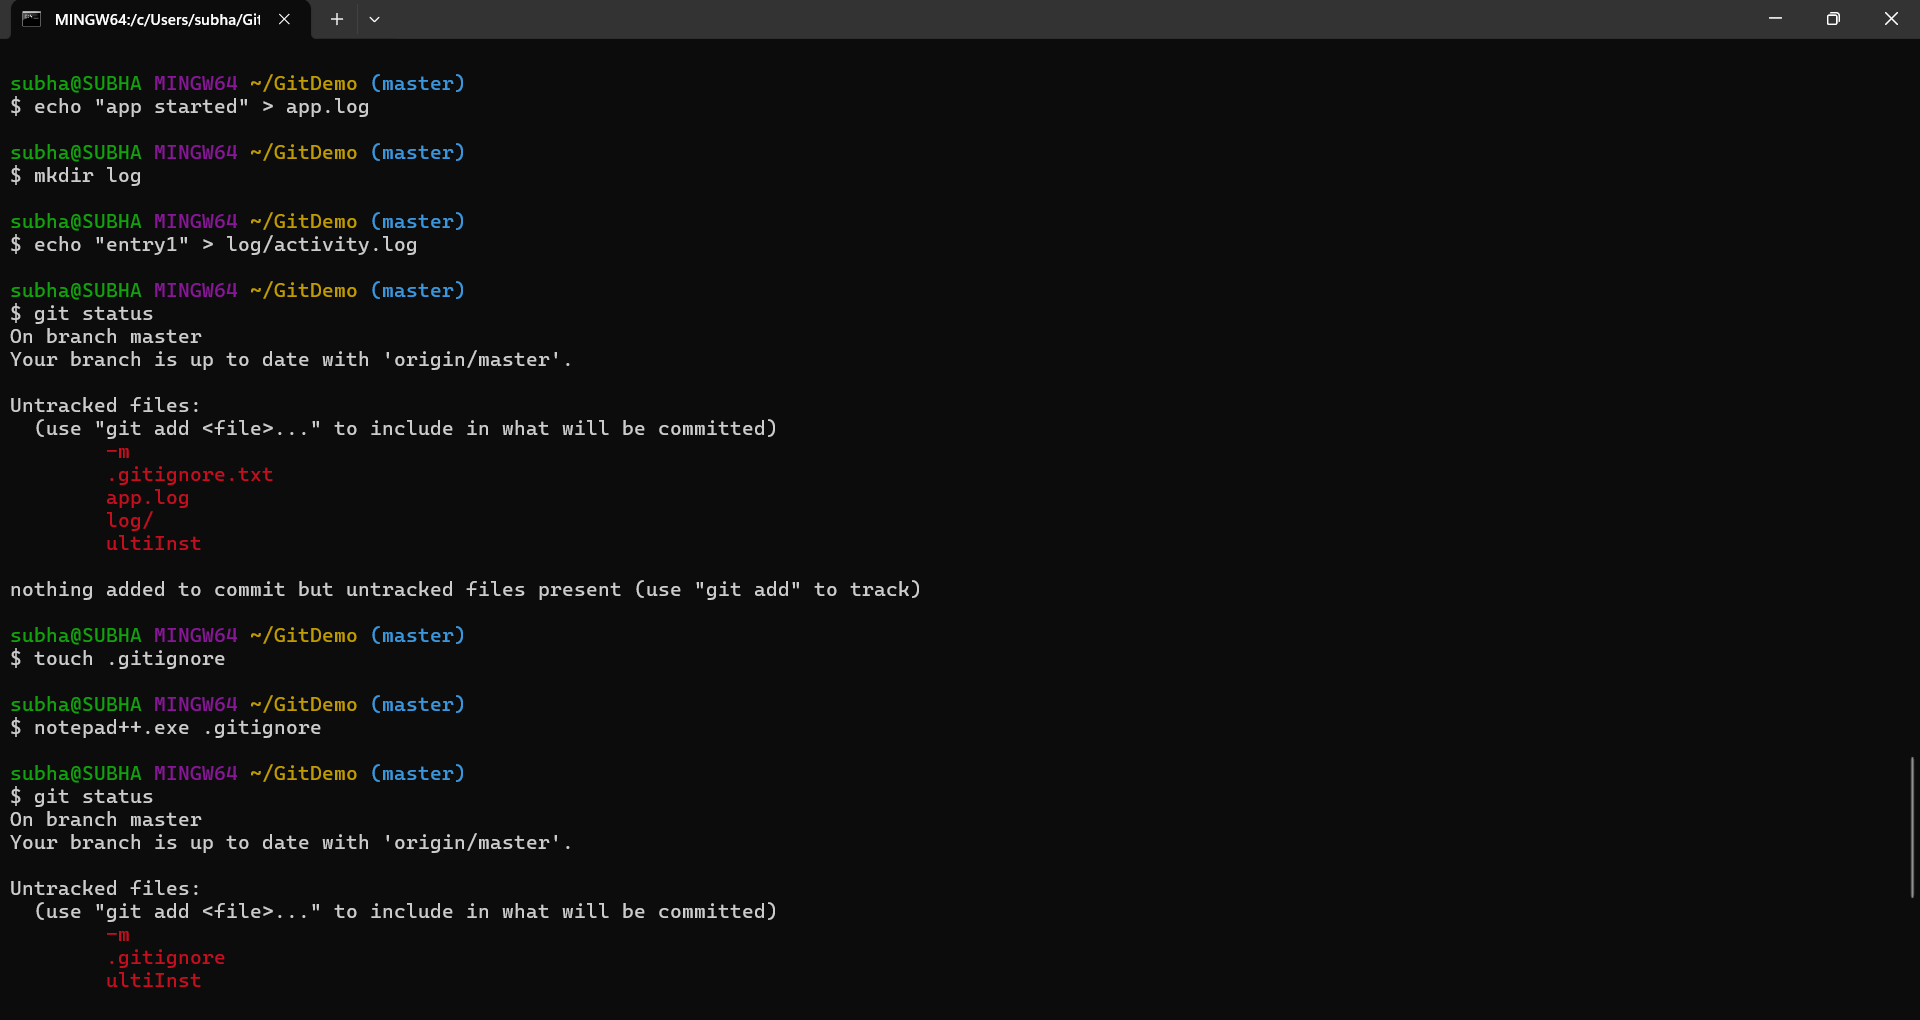 MINGW64:/c/Users/subha/Git
subha@SUBHA MINGW64 ~/GitDemo (master)
$ echo "app started" > app.log
subha@SUBHA MINGW64 ~/GitDemo (master)
$ mkdir log
subha@SUBHA MINGW64 ~/GitDemo (master)
$ echo "entry1" > log/activity.log
subha@SUBHA MINGW64 ~/GitDemo (master)
$ git status
On branch master
Your branch is up to date with 'origin/master'.
Untracked files:
  (use "git add <file>..." to include in what will be committed)
        -m
        .gitignore.txt
        app.log
        log/
        ultiInst
nothing added to commit but untracked files present (use "git add" to track)
subha@SUBHA MINGW64 ~/GitDemo (master)
$ touch .gitignore
subha@SUBHA MINGW64 ~/GitDemo (master)
$ notepad++.exe .gitignore
subha@SUBHA MINGW64 ~/GitDemo (master)
$ git status
On branch master
Your branch is up to date with 'origin/master'.
Untracked files:
  (use "git add <file>..." to include in what will be committed)
        -m
        .gitignore
        ultiInst